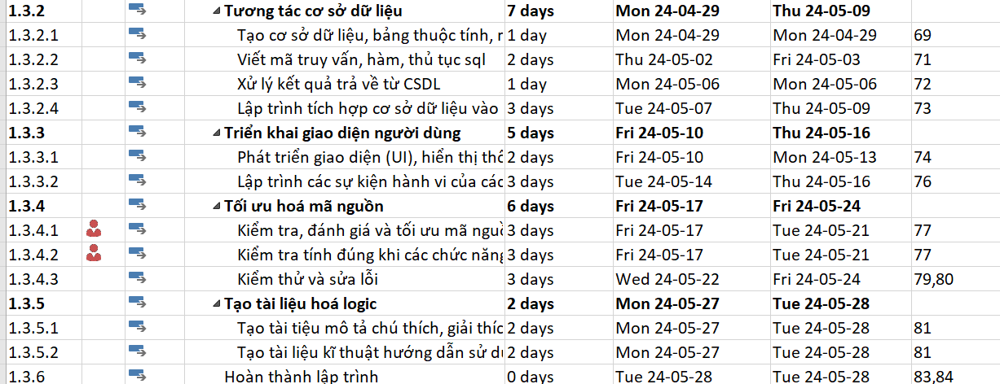 1.3.2 Tương tác cơ sở dữ liệu 7 days Mon 24-04-29 Thu 24-05-09
1.3.2.1 Tạo cơ sở dữ liệu, bảng thuộc tính, 1 day Mon 24-04-29 Mon 24-04-29 69
1.3.2.2 Viết mã truy vấn, hàm, thủ tục sql 2 days Thu 24-05-02 Fri 24-05-03 71
1.3.2.3 Xử lý kết quả trả về từ CSDL 1 day Mon 24-05-06 Mon 24-05-06 72
1.3.2.4 Lập trình tích hợp cơ sở dữ liệu vào 3 days Tue 24-05-07 Thu 24-05-09 73
1.3.3 Triển khai giao diện người dùng 5 days Fri 24-05-10 Thu 24-05-16
1.3.3.1 Phát triển giao diện (UI), hiển thị 2 days Fri 24-05-10 Mon 24-05-13 74
1.3.3.2 Lập trình các sự kiện hành vi của 3 days Tue 24-05-14 Thu 24-05-16 76
1.3.4 Tối ưu hoá mã nguồn 6 days Fri 24-05-17 Fri 24-05-24
1.3.4.1 Kiểm tra, đánh giá và tối ưu mã 3 days Fri 24-05-17 Tue 24-05-21 77
1.3.4.2 Kiểm tra tính đúng khi các chức 3 days Fri 24-05-17 Tue 24-05-21 77
1.3.4.3 Kiểm thử và sửa lỗi 3 days Wed 24-05-22 Fri 24-05-24 79,80
1.3.5 Tạo tài liệu hoá logic 2 days Mon 24-05-27 Tue 24-05-28
1.3.5.1 Tạo tài tiệu mô tả chú thích, giải 2 days Mon 24-05-27 Tue 24-05-28 81
1.3.5.2 Tạo tài liệu kĩ thuật hướng dẫn sử 2 days Mon 24-05-27 Tue 24-05-28 81
1.3.6 Hoàn thành lập trình 0 days Tue 24-05-28 Tue 24-05-28 83,84